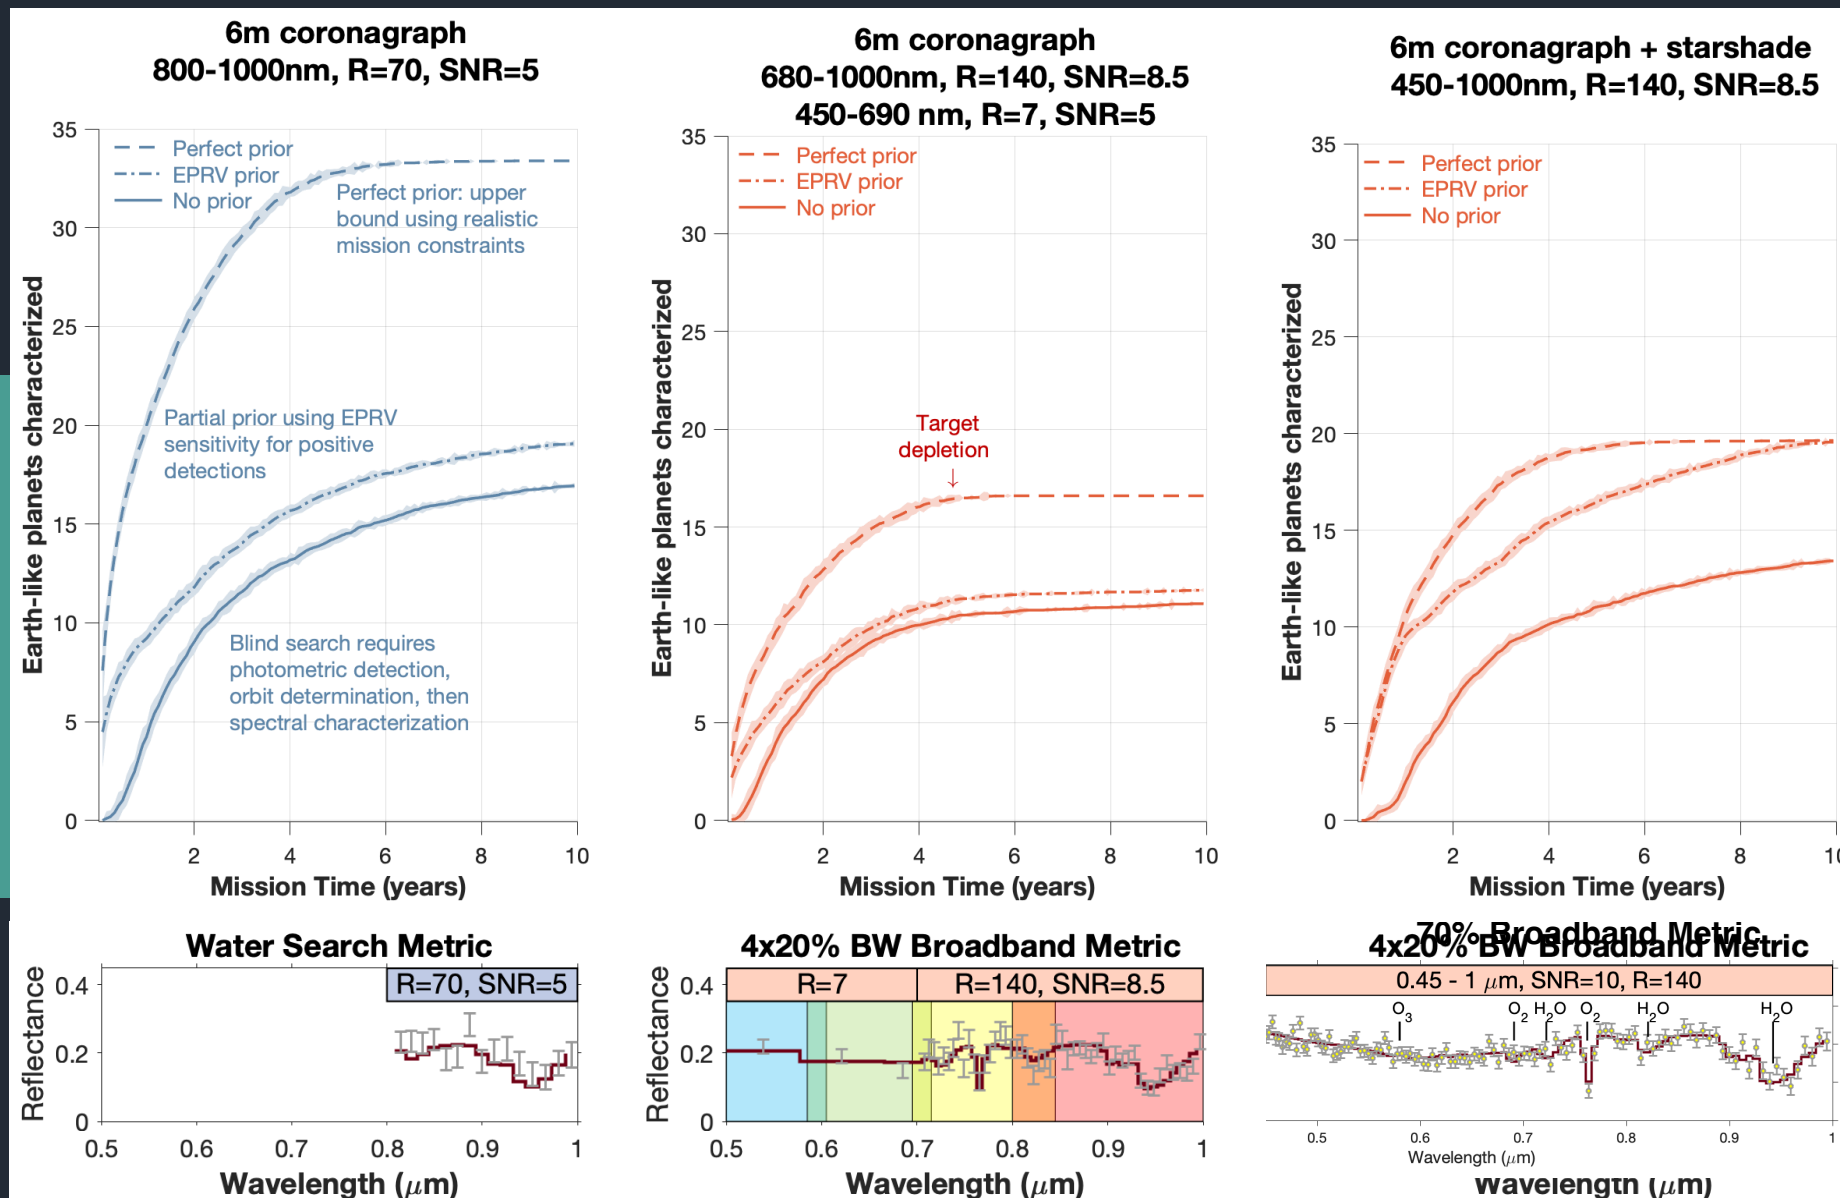 6m coronagraph
800-1000nm, R=70, SNR=5
35
30
25
20
15
10
5
0
Earth-like planets characterized
Perfect prior
EPRV prior
No prior
Perfect prior: upper
bound using realistic
mission constraints
Partial prior using EPRV
sensitivity for positive
detections
Blind search requires
photometric detection,
orbit determination, then
spectral characterization
2 4 6 8 10
Mission Time (years)
6m coronagraph
680-1000nm, R=140, SNR=8.5
450-690 nm, R=7, SNR=5
35
30
25
20
15
10
5
0
Earth-like planets characterized
Perfect prior
EPRV prior
No prior
Target
depletion
↓
2 4 6 8 10
Mission Time (years)
6m coronagraph + starshade
450-1000nm, R=140, SNR=8.5
35
30
25
20
15
10
5
0
Earth-like planets characterized
Perfect prior
EPRV prior
No prior
2 4 6 8
Mission Time (years)
Water Search Metric
R=70, SNR=5
0.4
0.2
0
Reflectance
0.5 0.6 0.7 0.8 0.9 1
Wavelength (μm)
4x20% BW Broadband Metric
R=7
R=140, SNR=8.5
0.4
0.2
0
Reflectance
0.5 0.6 0.7 0.8 0.9 1
Wavelength (μm)
70% Broadband Metric
4x20% BW Broadband Metric
0.45 - 1 μm, SNR=10, R=140
O3 O2 H2O O2 H2O H2O
0.5 0.6 0.7 0.8 0.9 1
Wavelength (μm)
Wavelength (μm)